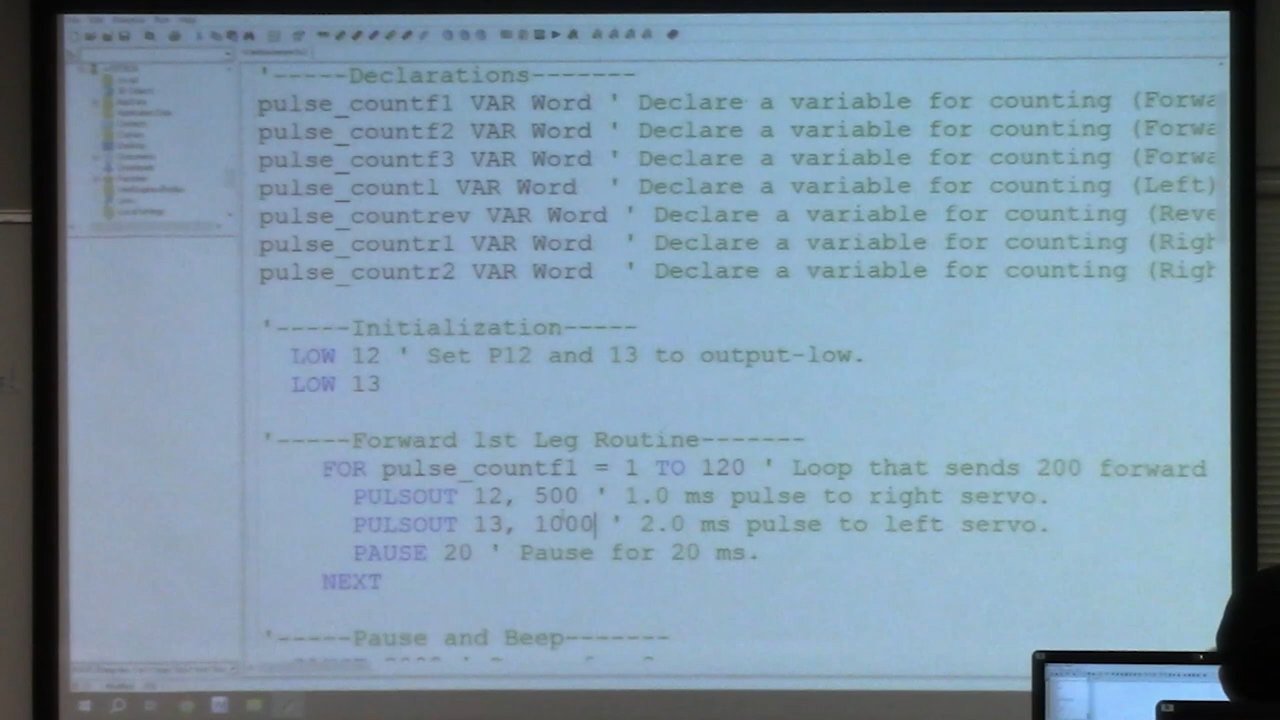 '-----Declarations-------
pulse_countf1 VAR Word ' Declare a variable for counting (Forwa
pulse_countf2 VAR Word ' Declare a variable for counting (Forwa
pulse_countf3 VAR Word ' Declare a variable for counting (Forwa
pulse_countl VAR Word ' Declare a variable for counting (Left)
pulse_countrev VAR Word ' Declare a variable for counting (Reve
pulse_countr1 VAR Word ' Declare a variable for counting (Righ
pulse_countr2 VAR Word ' Declare a variable for counting (Righ
'-----Initialization-----
LOW 12 ' Set P12 and 13 to output-low.
LOW 13
'-----Forward 1st Leg Routine-------
FOR pulse_countf1 = 1 TO 120 ' Loop that sends 200 forward
PULSOUT 12, 500 ' 1.0 ms pulse to right servo.
PULSOUT 13, 1000 ' 2.0 ms pulse to left servo.
PAUSE 20 ' Pause for 20 ms.
NEXT
'-----Pause and Beep-------